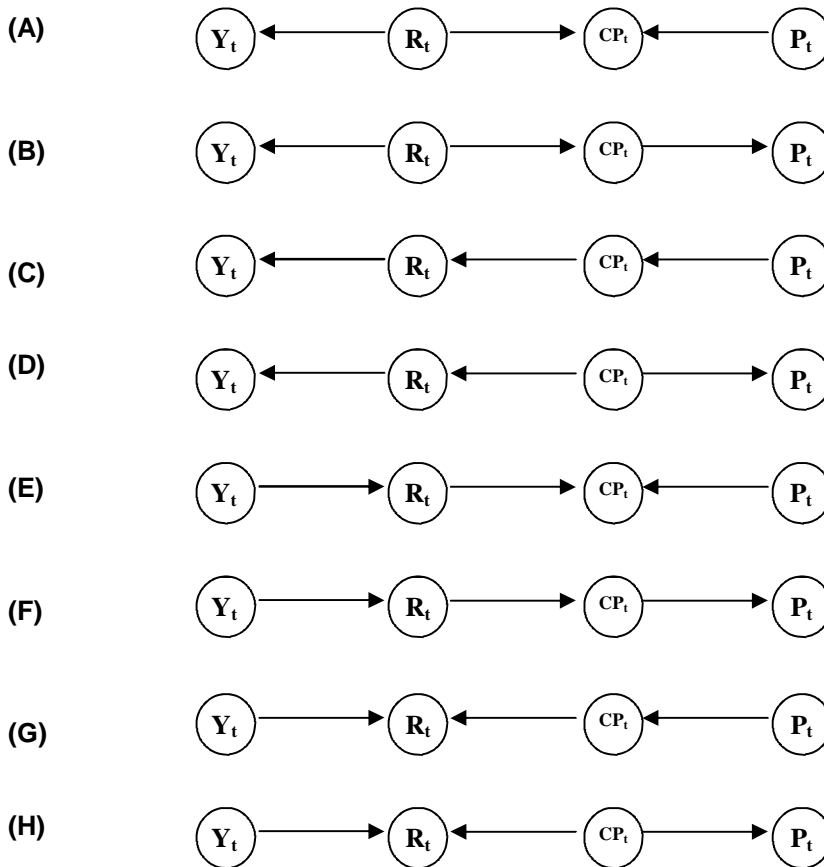 (A) Yₜ Rₜ CPₜ Pₜ
(B) Yₜ Rₜ CPₜ Pₜ
(C) Yₜ Rₜ CPₜ Pₜ
(D) Yₜ Rₜ CPₜ Pₜ
(E) Yₜ Rₜ CPₜ Pₜ
(F) Yₜ Rₜ CPₜ Pₜ
(G) Yₜ Rₜ CPₜ Pₜ
(H) Yₜ Rₜ CPₜ Pₜ